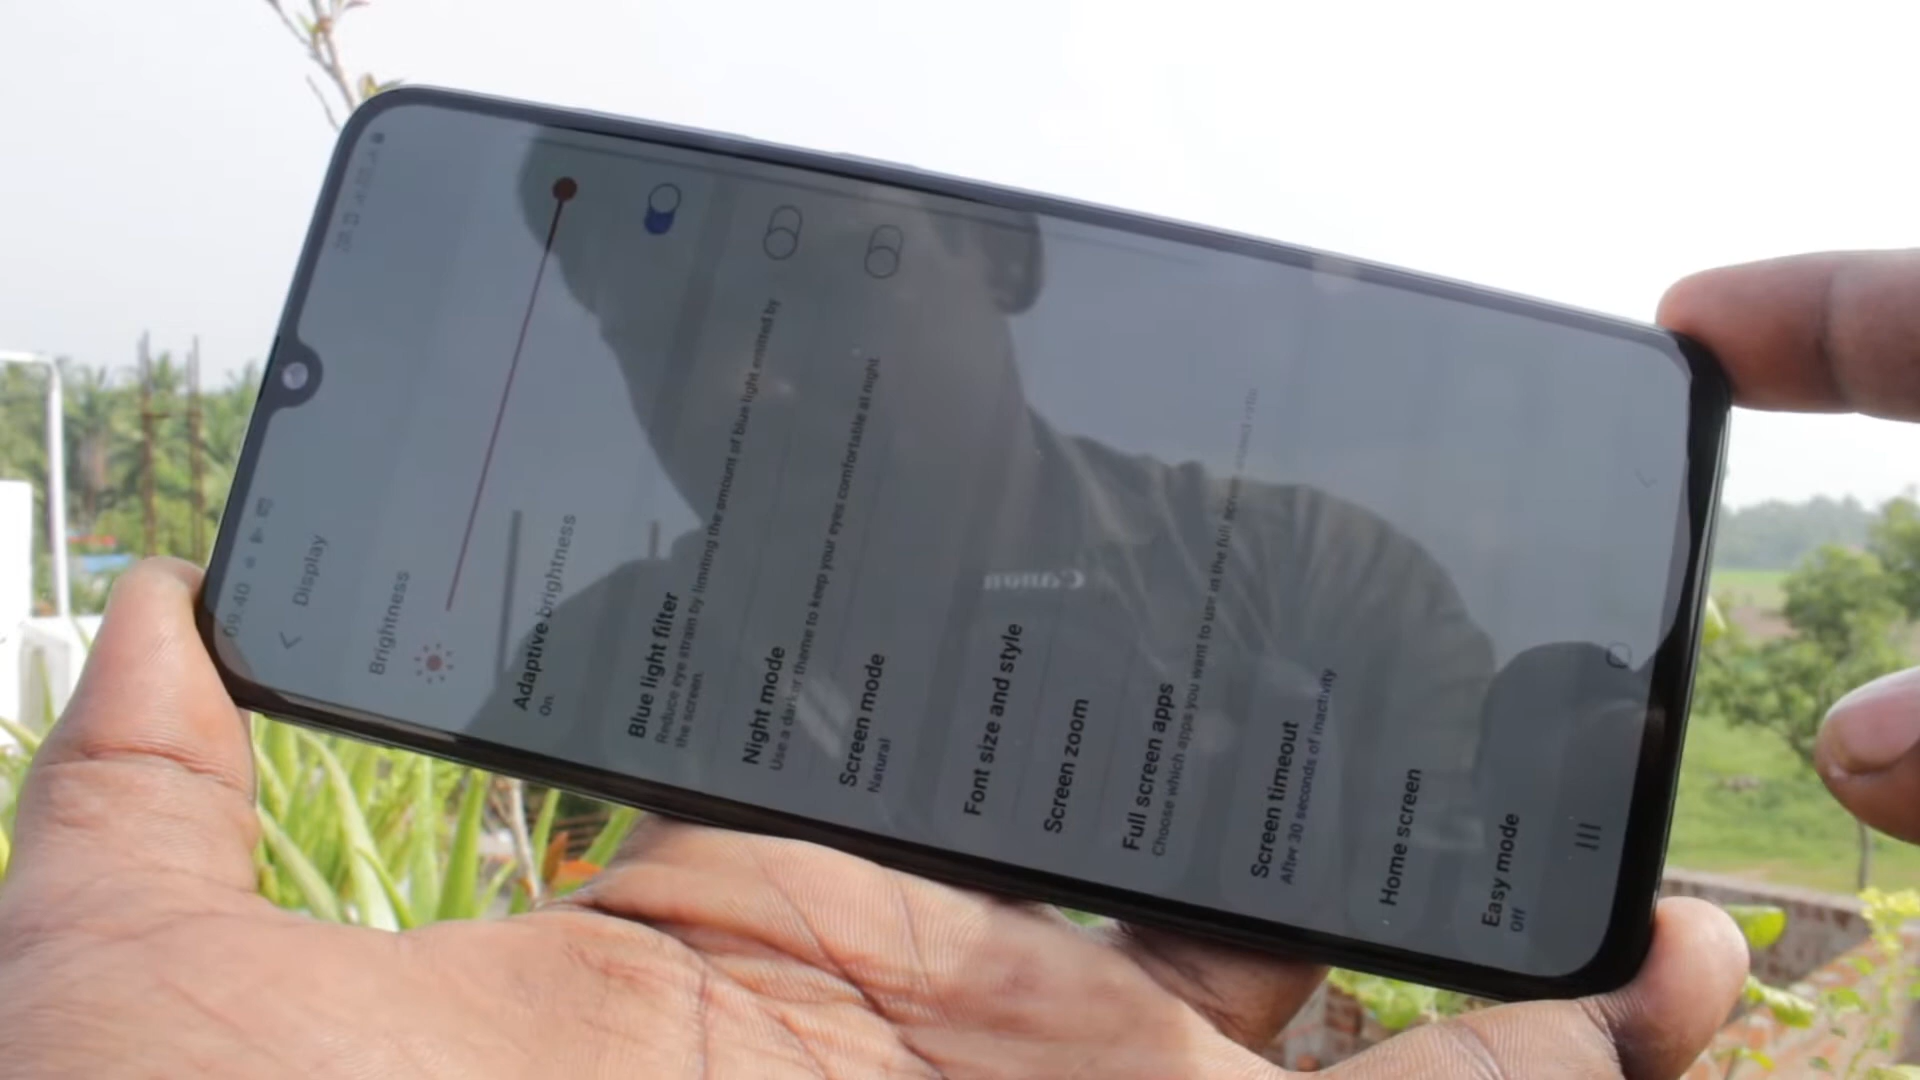 09:40
Display
Brightness
Adaptive brightness
On
Blue light filter
Reduce eye strain by limiting the amount of blue light emitted by
the screen.
Night mode
Use a darker theme to keep your eyes comfortable at night
Screen mode
Natural
Font size and style
Screen zoom
Full screen apps
Choose which apps you want to use in the full screen aspect ratio
Screen timeout
After 30 seconds of inactivity
Home screen
Easy mode
Off
Canon